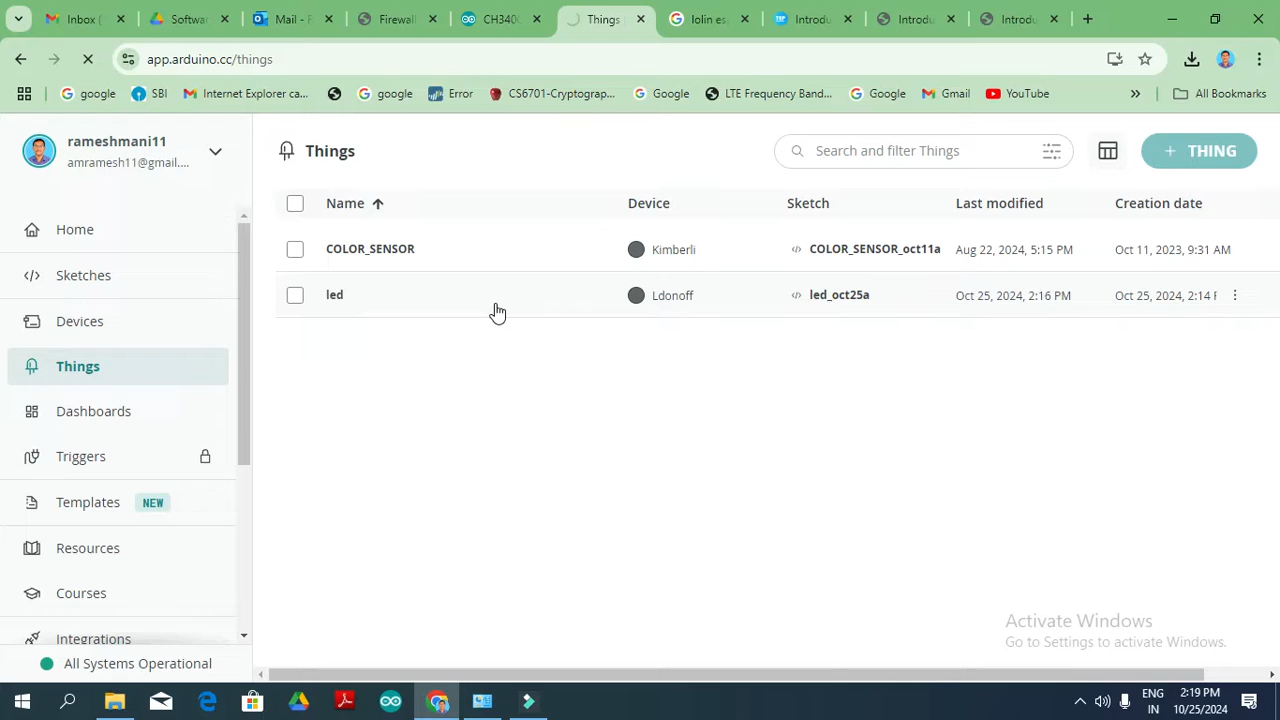 Inbox (
Softwar
Mail - F
Firewall
CH340C
Things
lolin es
Introdu
Introdu
Introdu
app.arduino.cc/things
google
SBI
Internet Explorer ca...
google
Error
CS6701-Cryptograp...
Google
LTE Frequency Band...
Google
Gmail
YouTube
All Bookmarks
rameshmani11
amramesh11@gmail....
Things
Search and filter Things
+ THING
Home
Sketches
Devices
Things
Dashboards
Triggers
Templates NEW
Resources
Courses
Integrations
All Systems Operational
Name Device Sketch Last modified Creation date
COLOR_SENSOR Kimberli COLOR_SENSOR_oct11a Aug 22, 2024, 5:15 PM Oct 11, 2023, 9:31 AM
led Ldonoff led_oct25a Oct 25, 2024, 2:16 PM Oct 25, 2024, 2:14
Activate Windows
Go to Settings to activate Windows.
ENG
IN
2:19 PM
10/25/2024